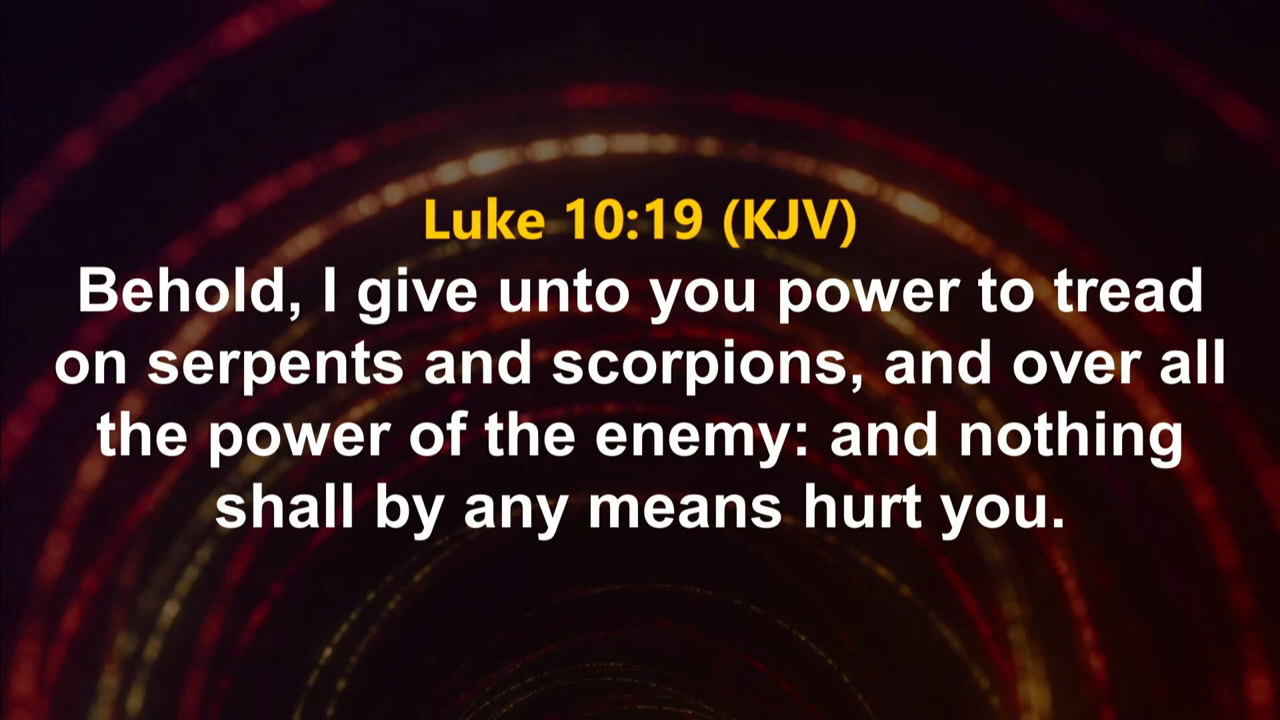 Luke 10:19 (KJV)
Behold, I give unto you power to tread
on serpents and scorpions, and over all
the power of the enemy: and nothing
shall by any means hurt you.